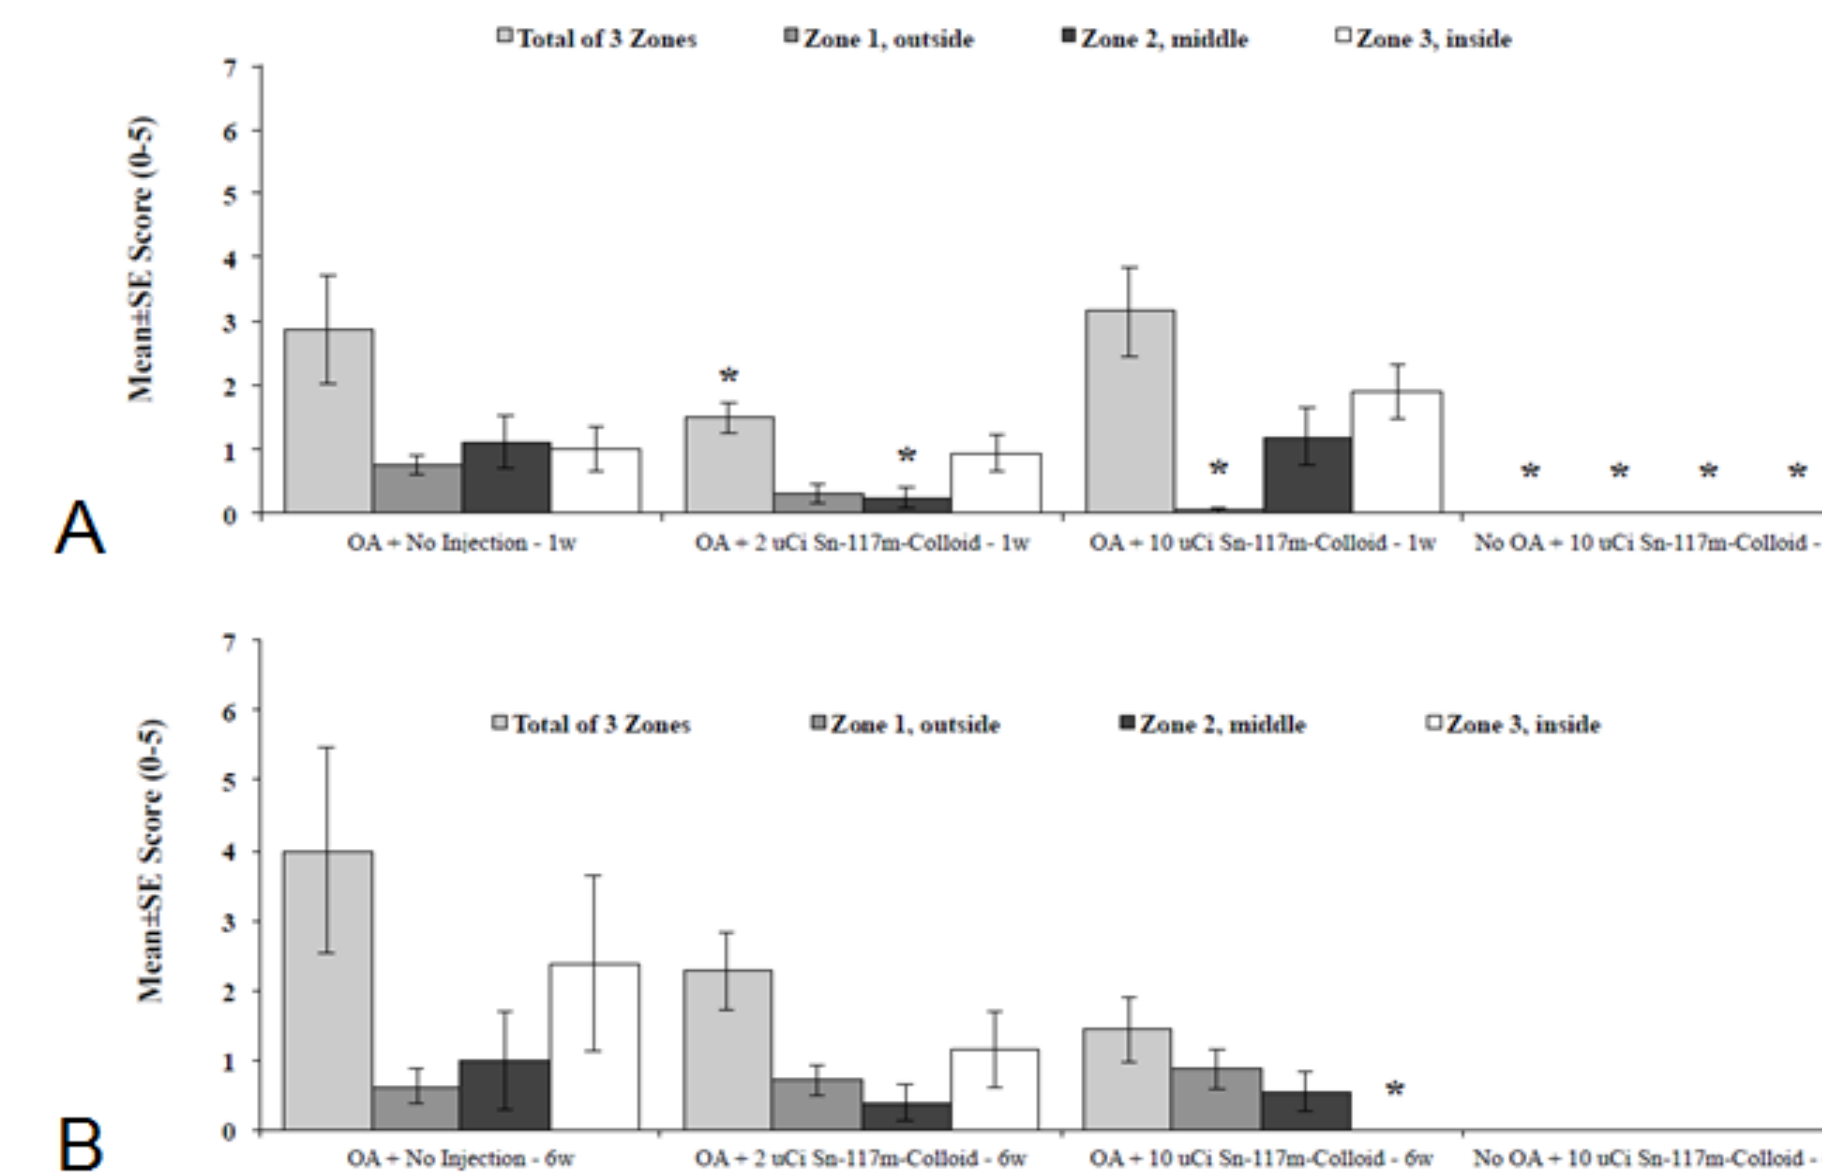 Total of 3 Zones Zone 1, outside Zone 2, middle Zone 3, inside
Mean±SE Score (0-5)
7
6
5
4
3
2
1
0
* * * * * * *
A
OA + No Injection - 1w OA + 2 uCi Sn-117m-Colloid - 1w OA + 10 uCi Sn-117m-Colloid - 1w No OA + 10 uCi Sn-117m-Colloid -
Total of 3 Zones Zone 1, outside Zone 2, middle Zone 3, inside
Mean±SE Score (0-5)
7
6
5
4
3
2
1
0
*
B
OA + No Injection - 6w OA + 2 uCi Sn-117m-Colloid - 6w OA + 10 uCi Sn-117m-Colloid - 6w No OA + 10 uCi Sn-117m-Colloid -